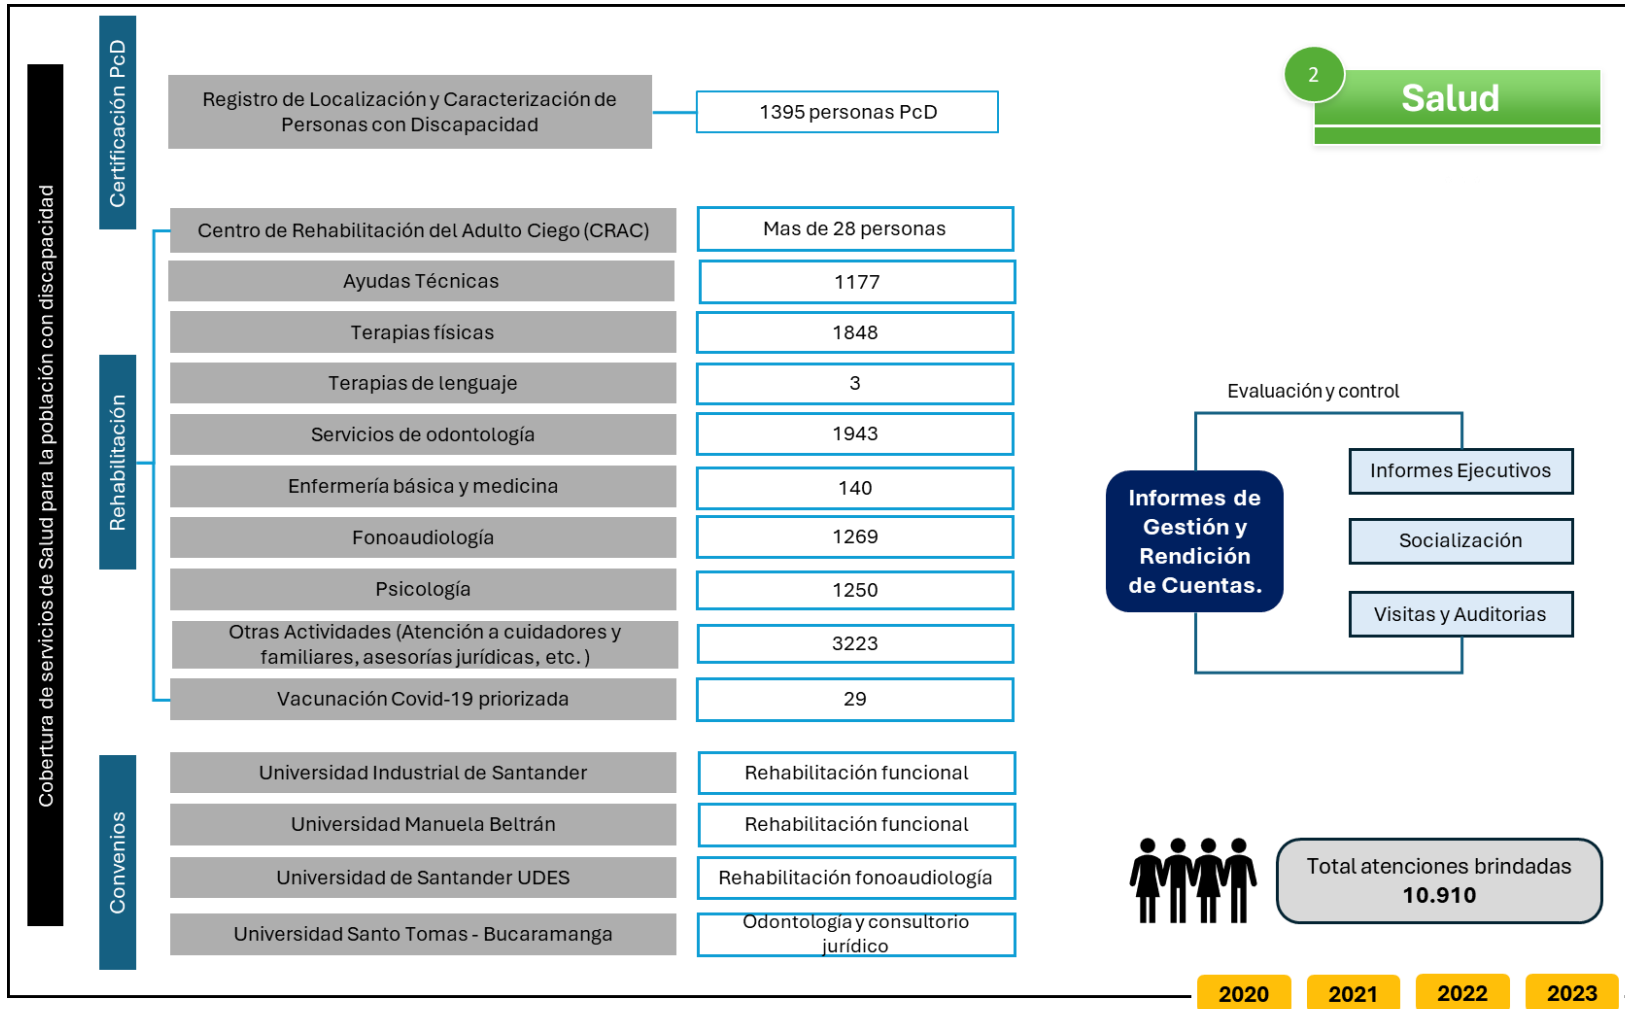 Cobertura de servicios de Salud para la población con discapacidad
Certificación PcD
Registro de Localización y Caracterización de
Personas con Discapacidad
1395 personas PcD
2
Salud
Rehabilitación
Centro de Rehabilitación del Adulto Ciego (CRAC)
Mas de 28 personas
Ayudas Técnicas
1177
Terapias físicas
1848
Terapias de lenguaje
3
Servicios de odontología
1943
Enfermería básica y medicina
140
Fonoaudiología
1269
Psicología
1250
Otras Actividades (Atención a cuidadores y
familiares, asesorías jurídicas, etc. )
3223
Vacunación Covid-19 priorizada
29
Evaluación y control
Informes de
Gestión y
Rendición
de Cuentas.
Informes Ejecutivos
Socialización
Visitas y Auditorias
Convenios
Universidad Industrial de Santander
Rehabilitación funcional
Universidad Manuela Beltrán
Rehabilitación funcional
Universidad de Santander UDES
Rehabilitación fonoaudiología
Universidad Santo Tomas - Bucaramanga
Odontología y consultorio
jurídico
Total atenciones brindadas
10.910
2020
2021
2022
2023